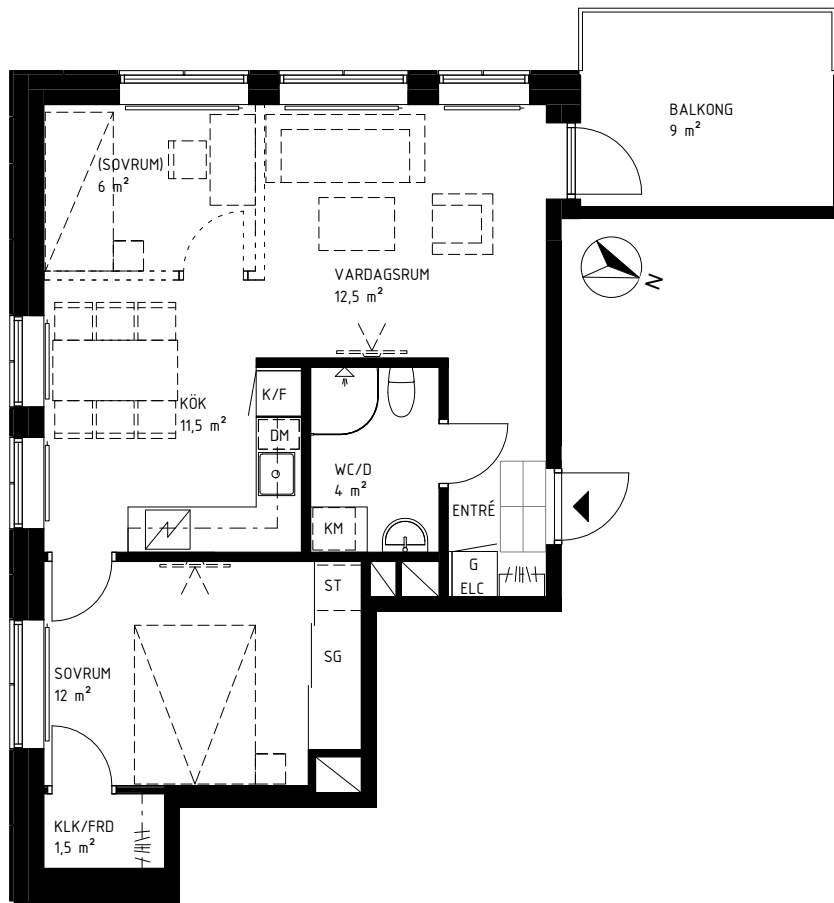 BALKONG
9 m²
(SOVRUM)
6 m²
VARDAGSRUM
12,5 m²
N
KÖK
11,5 m²
K/F
DM
WC/D
4 m²
KM
ENTRÉ
G
ELC
ST
SG
SOVRUM
12 m²
KLK/FRD
1,5 m²